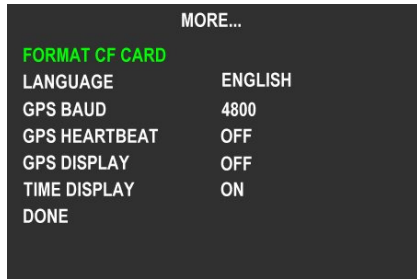 MORE...
FORMAT CF CARD
LANGUAGE ENGLISH
GPS BAUD 4800
GPS HEARTBEAT OFF
GPS DISPLAY OFF
TIME DISPLAY ON
DONE